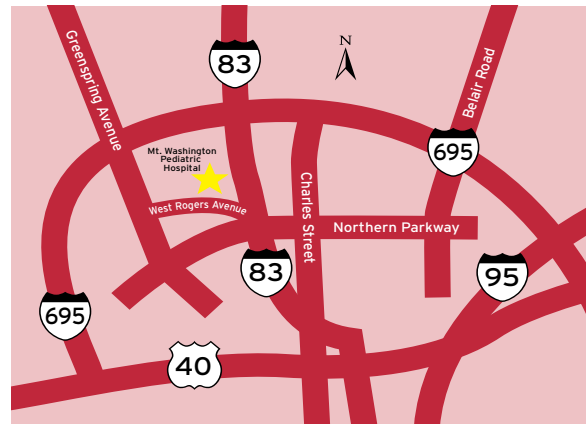 Greenspring Avenue
83
N
Belair Road
695
Mt. Washington
Pediatric
Hospital
Charles Street
West Rogers Avenue
Northern Parkway
83
95
695
40